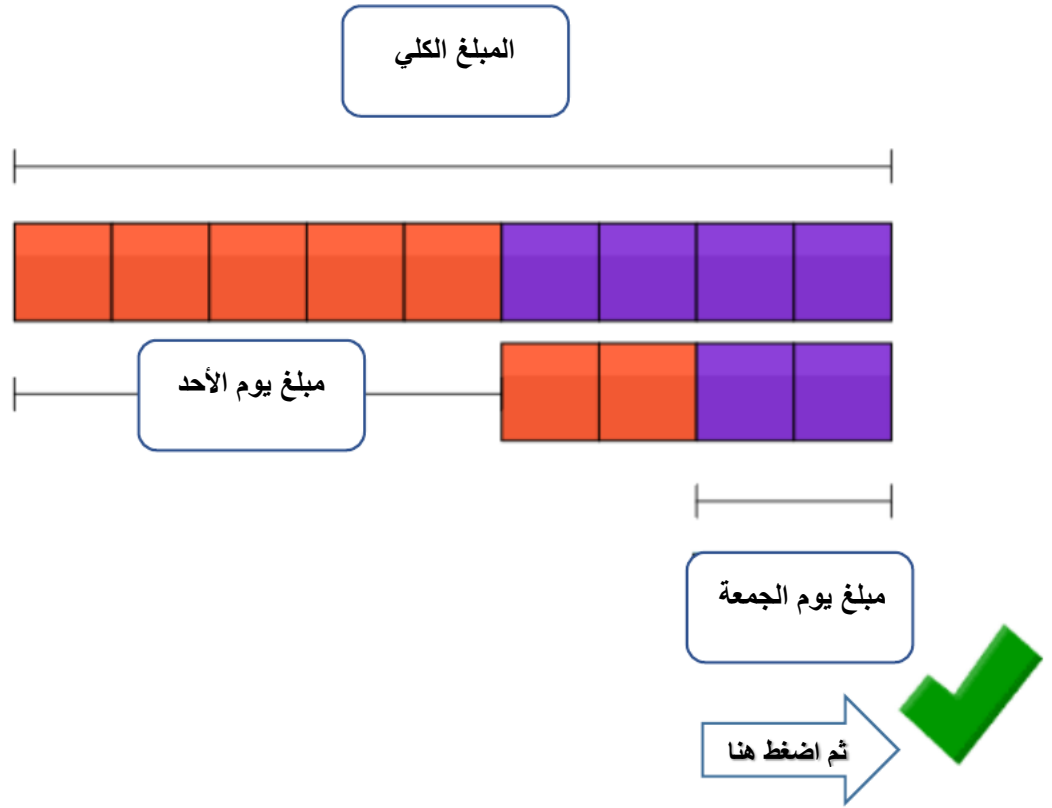 المبلغ الكلي
مبلغ يوم الأحد
مبلغ يوم الجمعة
ثم اضغط هنا